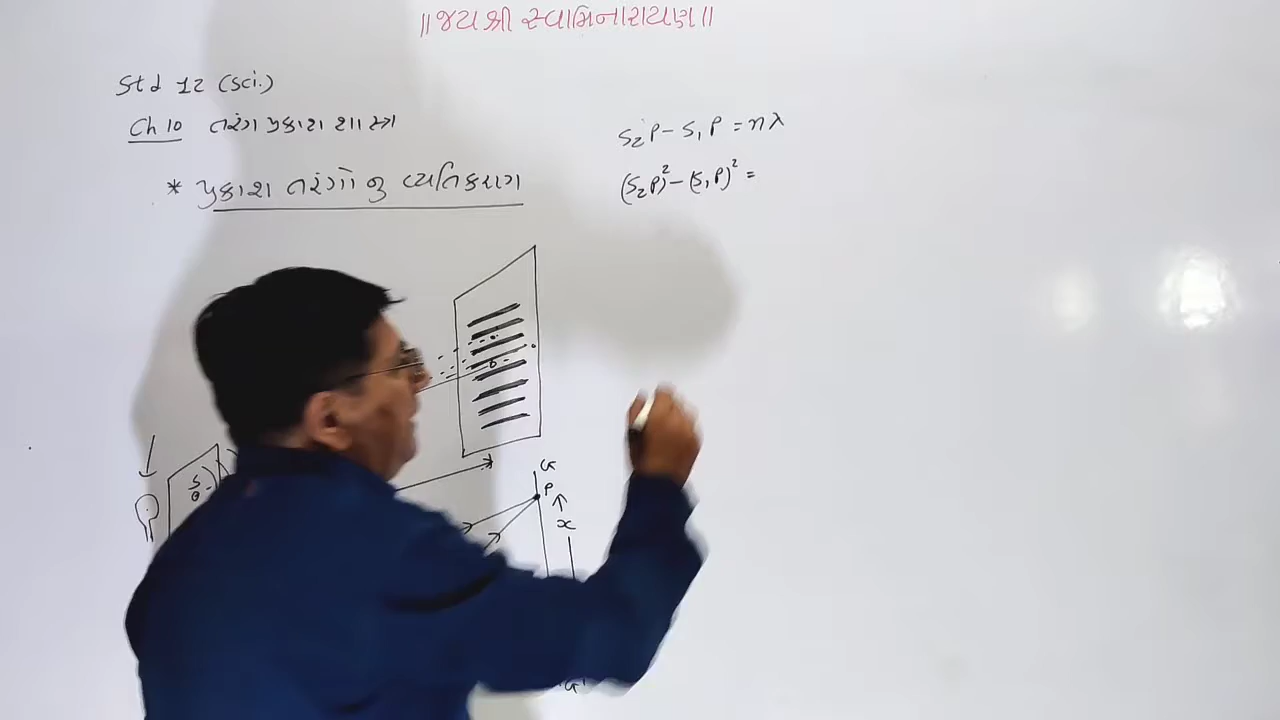 ॥જય શ્રી સ્વામિનારાયણ॥
Std 12 (Sci.)
Ch 10 તરંગ પ્રકાશ શાસ્ત્ર
* પ્રકાશ તરંગોનું વ્યતિકરણ
S₂P – S₁P = nλ
(S₂P)² – (S₁P)² =
S
G
P
x
G'